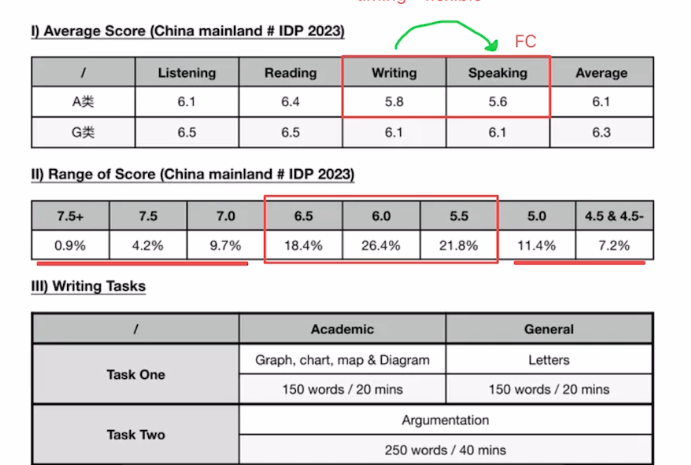 I) Average Score (China mainland # IDP 2023)
FC
/ Listening Reading Writing Speaking Average
A类 6.1 6.4 5.8 5.6 6.1
G类 6.5 6.5 6.1 6.1 6.3
II) Range of Score (China mainland # IDP 2023)
7.5+ 7.5 7.0 6.5 6.0 5.5 5.0 4.5 & 4.5-
0.9% 4.2% 9.7% 18.4% 26.4% 21.8% 11.4% 7.2%
III) Writing Tasks
/ Academic General
Task One
Graph, chart, map & Diagram Letters
150 words / 20 mins 150 words / 20 mins
Task Two
Argumentation
250 words / 40 mins